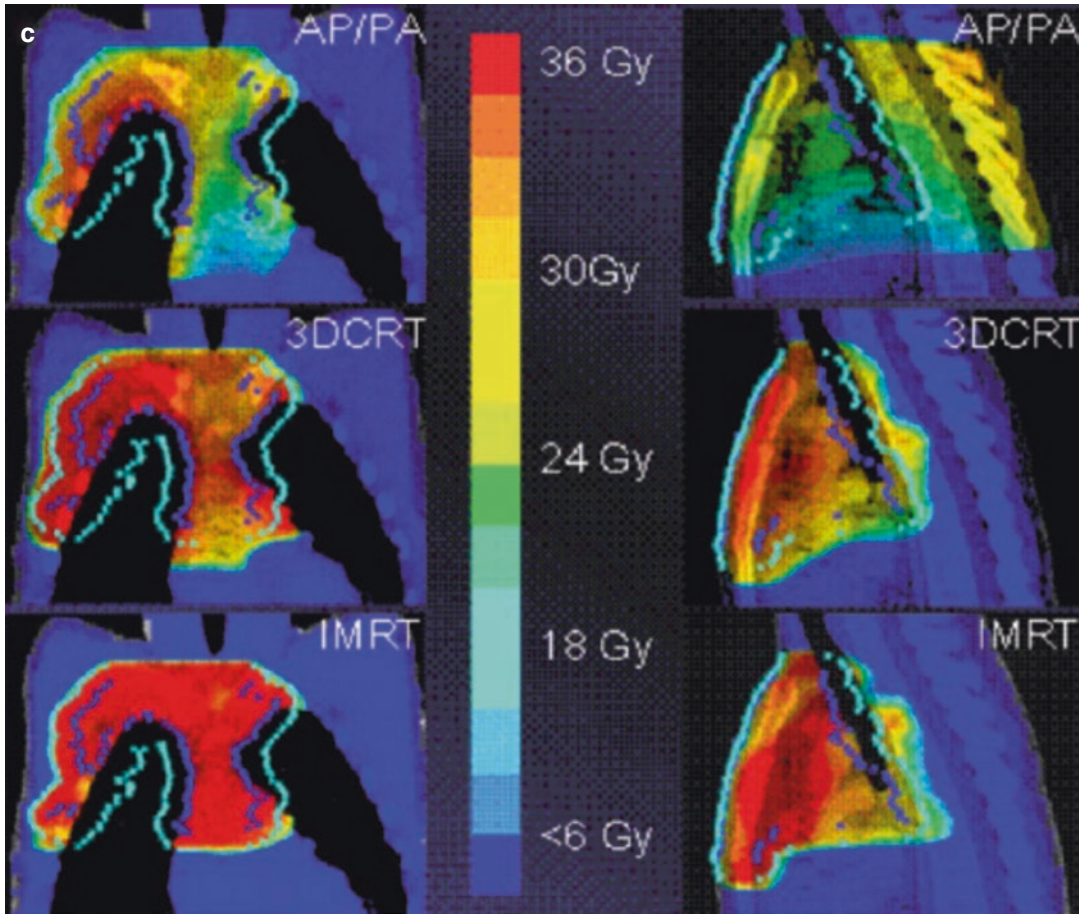 c
AP/PA
AP/PA
36 Gy
30Gy
3DCRT
3DCRT
24 Gy
18 Gy
IMRT
IMRT
<6 Gy